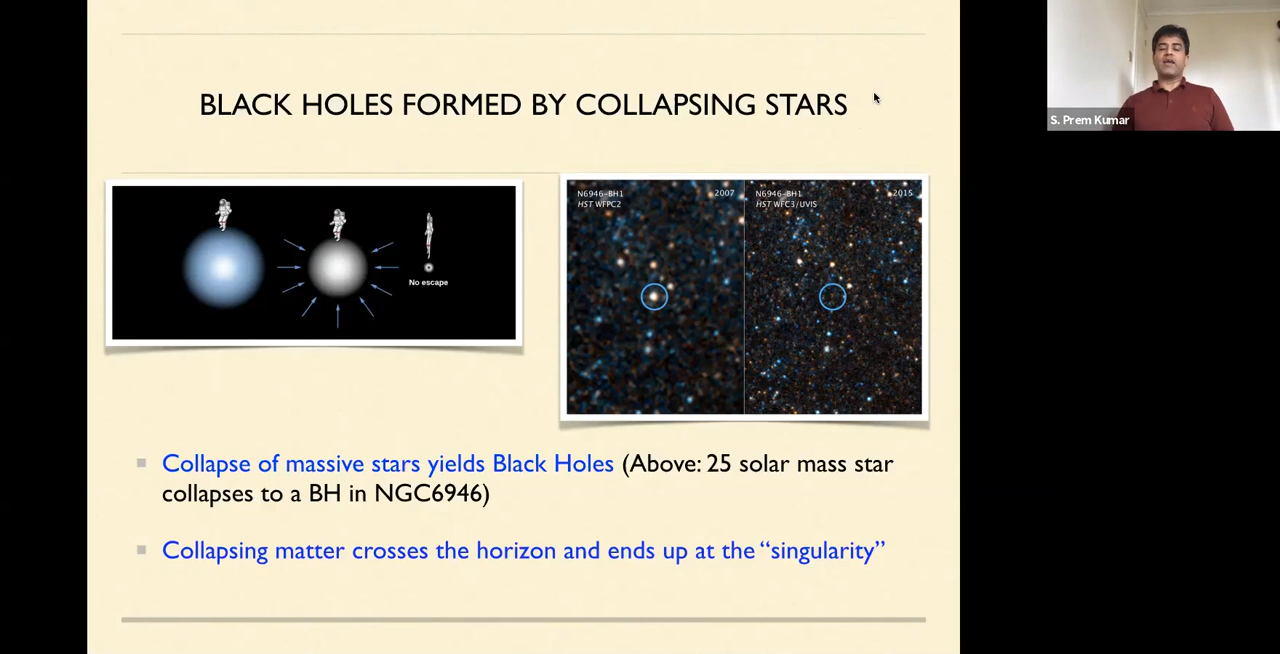 BLACK HOLES FORMED BY COLLAPSING STARS
S. Prem Kumar
No escape
N6946-BH1
HST WFPC2
2007
N6946-BH1
HST WFC3/UVIS
2015
Collapse of massive stars yields Black Holes (Above: 25 solar mass star
collapses to a BH in NGC6946)
Collapsing matter crosses the horizon and ends up at the “singularity”